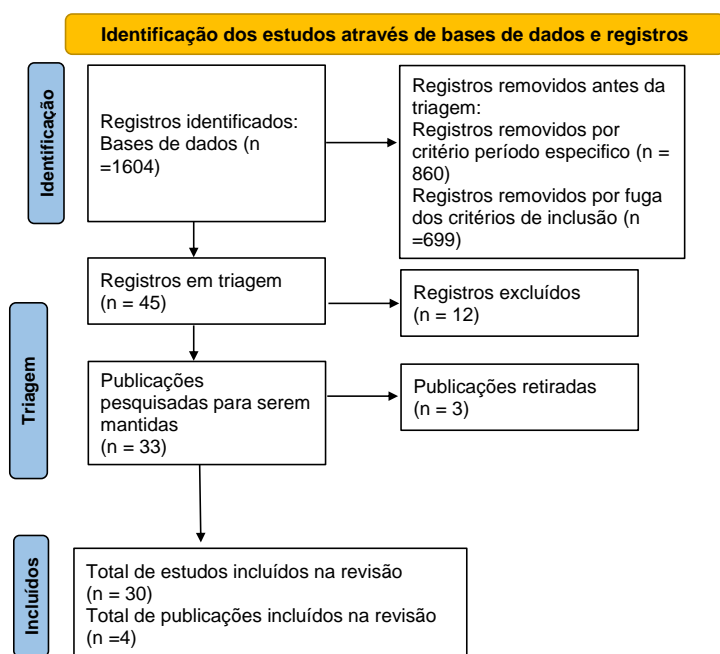 Identificação dos estudos através de bases de dados e registros
Identificação
Registros identificados:
Bases de dados (n
=1604)
Registros removidos antes da
triagem:
Registros removidos por
critério período especifico (n =
860)
Registros removidos por fuga
dos critérios de inclusão (n
=699)
Triagem
Registros em triagem
(n = 45)
Registros excluídos
(n = 12)
Publicações
pesquisadas para serem
mantidas
(n = 33)
Publicações retiradas
(n = 3)
Incluídos
Total de estudos incluídos na revisão
(n = 30)
Total de publicações incluídos na revisão
(n =4)